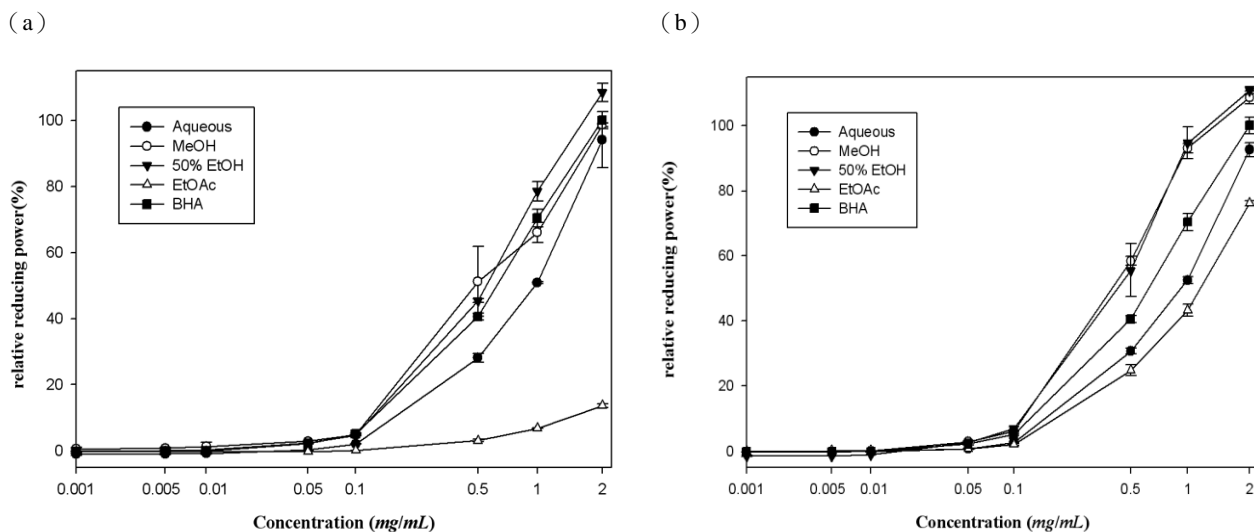 （a）
100
80
60
40
20
0
relative reducing power(%)
Aqueous
MeOH
50% EtOH
EtOAc
BHA
0.001 0.005 0.01 0.05 0.1 0.5 1 2
Concentration (mg/mL)
（b）
100
80
60
40
20
0
relative reducing power(%)
Aqueous
MeOH
50% EtOH
EtOAc
BHA
0.001 0.005 0.01 0.05 0.1 0.5 1 2
Concentration (mg/mL)